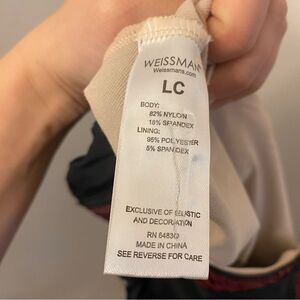 WEISSMAN
Weissmans.com
LC
BODY:
82% NYLON
18% SPANDEX
LINING:
95% POLYESTER
5% SPANDEX
EXCLUSIVE OF ELASTIC
AND DECORATION
RN
MADE IN CHINA
SEE REVERSE FOR CARE